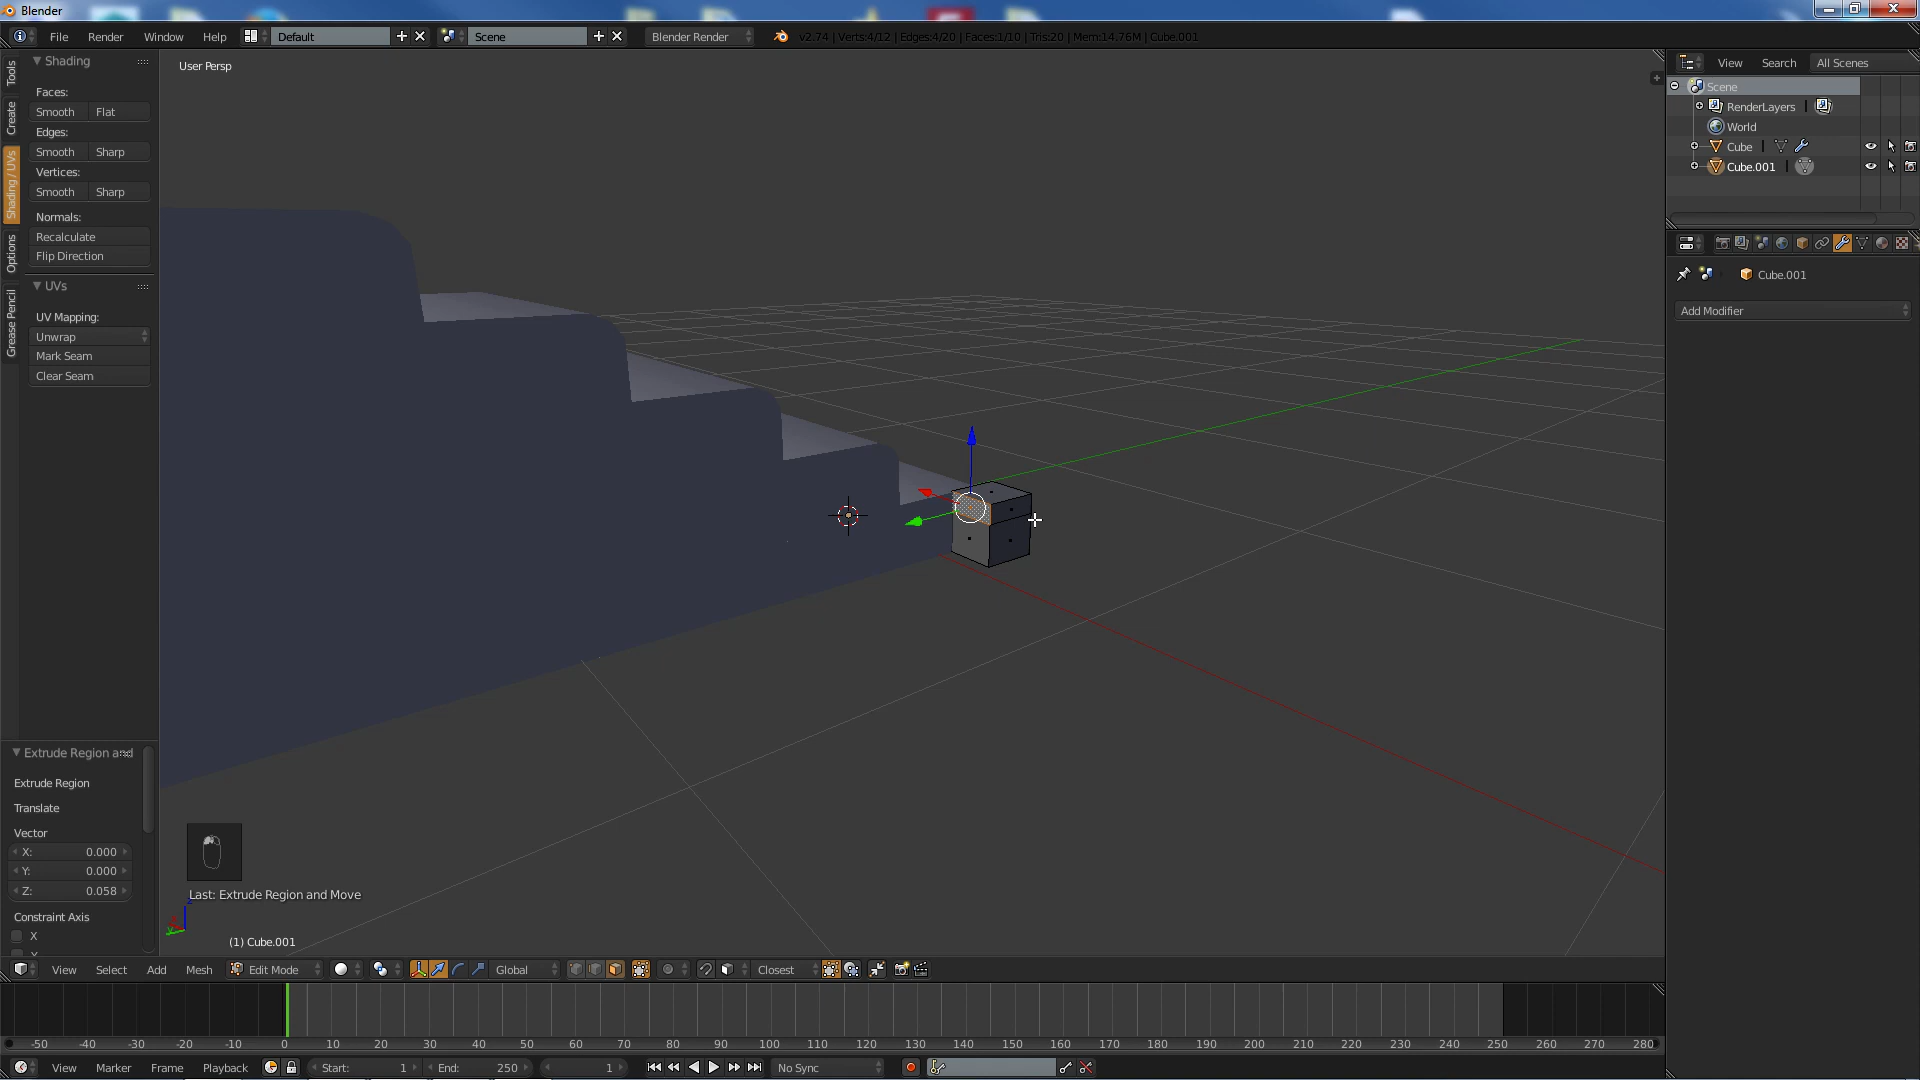 Blender
File Render Window Help Default Scene Blender Render v2.74 | Verts:4/12 | Edges:4/20 | Faces:1/10 | Tris:20 | Mem:14.76M | Cube.001
Shading
User Persp
View Search All Scenes
Tools
Create
Shading / UVs
Options
Grease Pencil
Faces:
Smooth Flat
Edges:
Smooth Sharp
Vertices:
Smooth Sharp
Normals:
Recalculate
Flip Direction
UVs
UV Mapping:
Unwrap
Mark Seam
Clear Seam
Scene
RenderLayers
World
Cube
Cube.001
Cube.001
Add Modifier
Extrude Region and
Extrude Region
Translate
Vector
X: 0.000
Y: 0.000
Z: 0.058
Constraint Axis
X
Last: Extrude Region and Move
(1) Cube.001
View Select Add Mesh Edit Mode Global Closest
-50 -40 -30 -20 -10 0 10 20 30 40 50 60 70 80 90 100 110 120 130 140 150 160 170 180 190 200 210 220 230 240 250 260 270 280
View Marker Frame Playback Start: 1 End: 250 1 No Sync